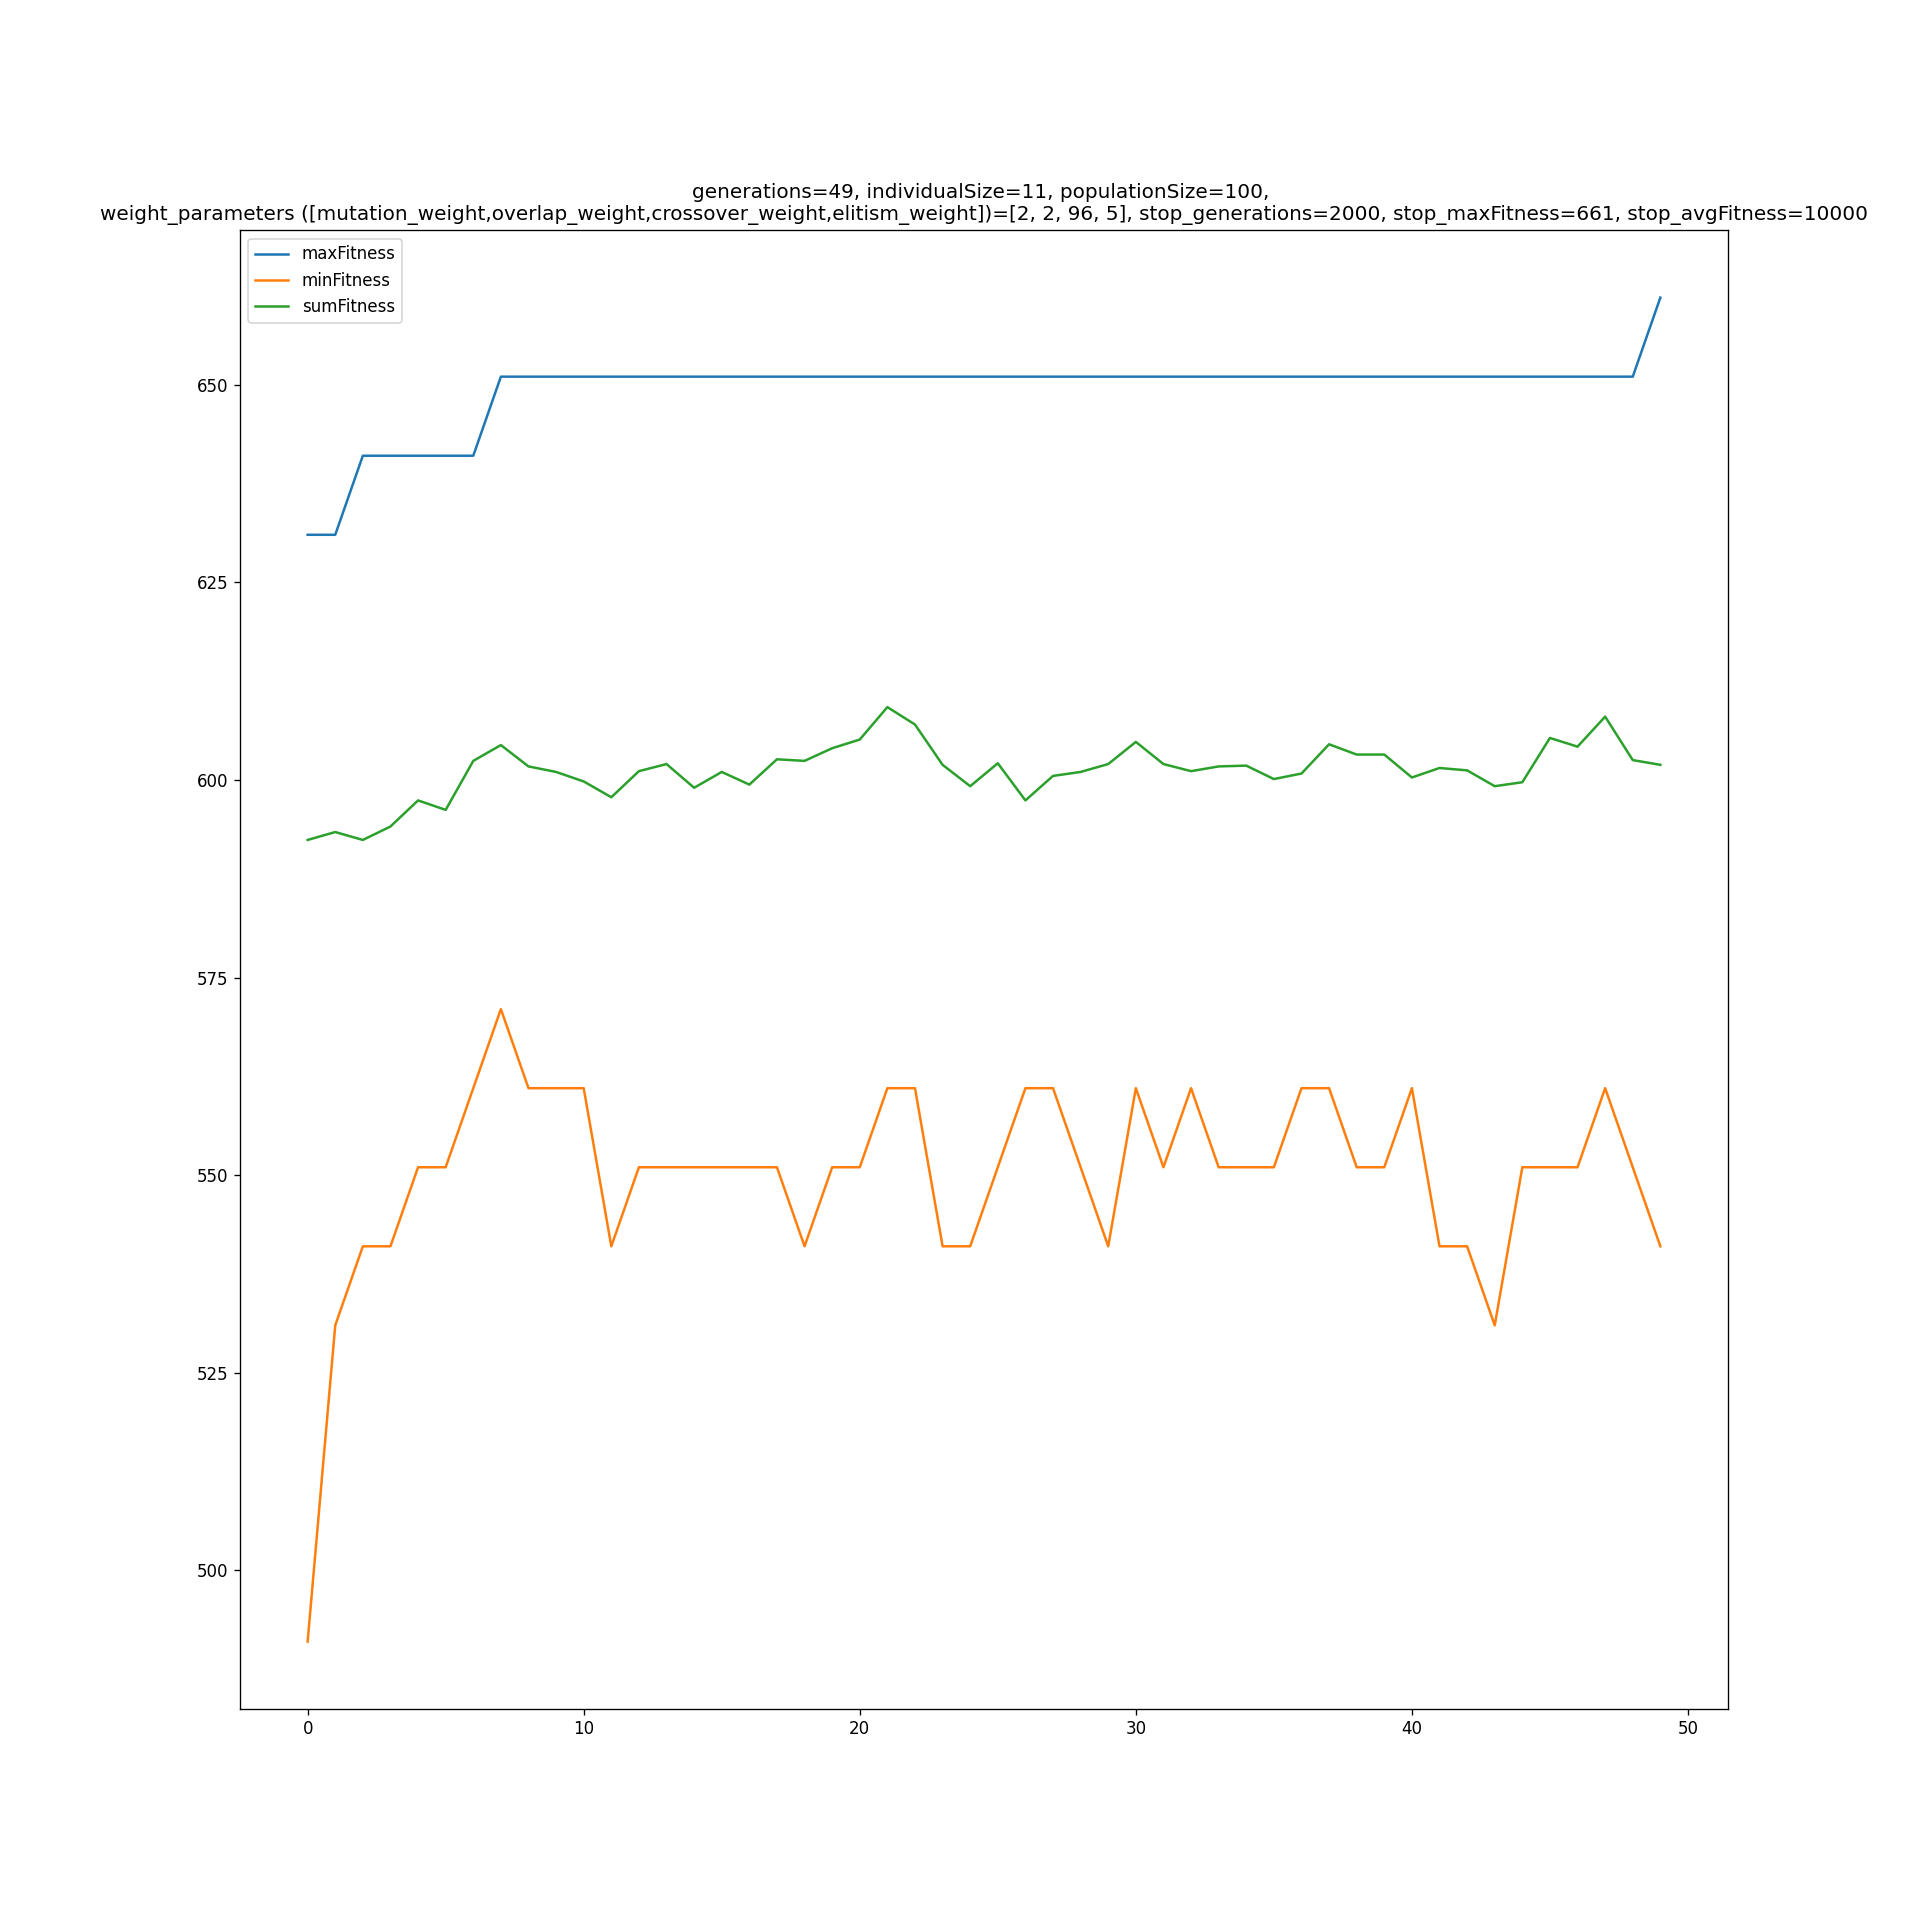 generations=49, individualSize=11, populationSize=100,
weight_parameters ([mutation_weight,overlap_weight,crossover_weight,elitism_weight])=[2, 2, 96, 5], stop_generations=2000, stop_maxFitness=661, stop_avgFitness=10000
maxFitness
minFitness
sumFitness
650
625
600
575
550
525
500
0 10 20 30 40 50